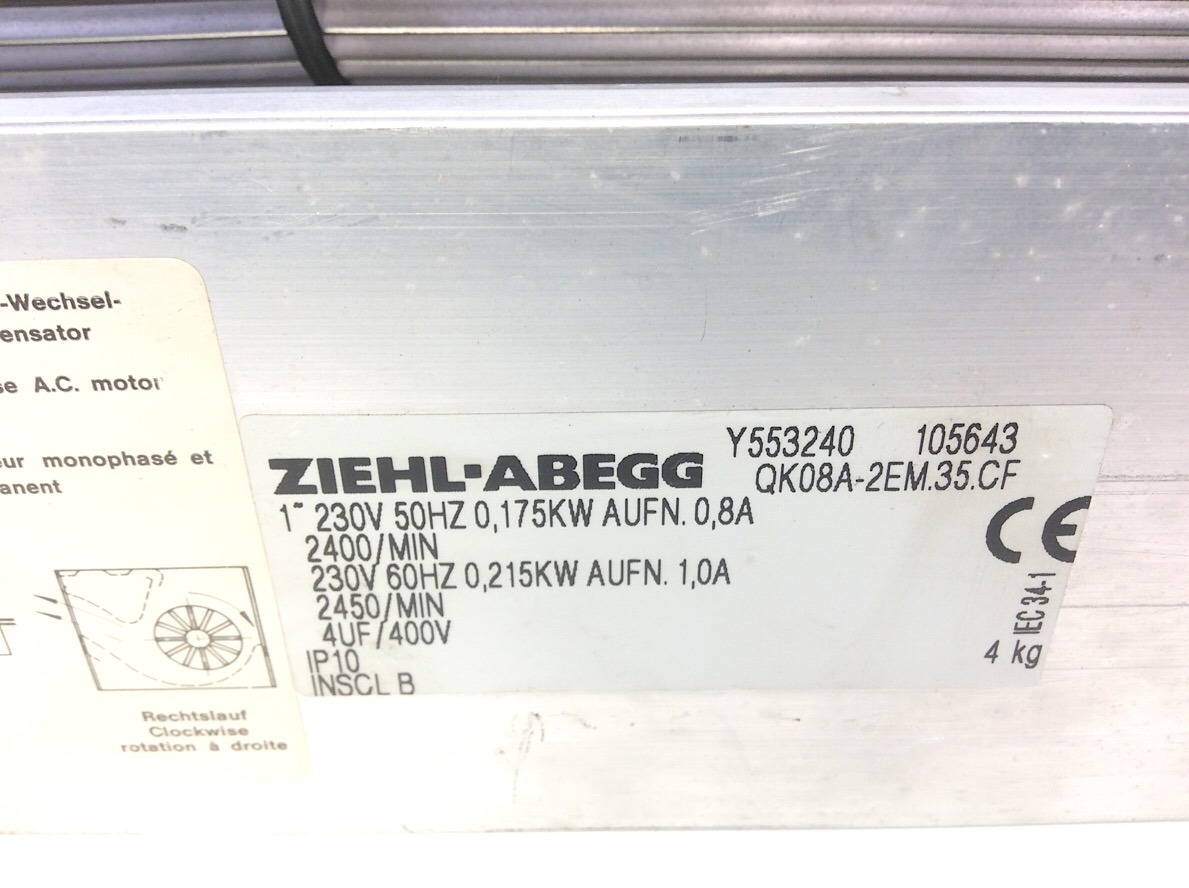 -Wechsel-
ensator
se A.C. motor
eur monophasé et
anent
Rechtslauf
Clockwise
rotation à droite
ZIEHL-ABEGG
Y553240 105643
QK08A-2EM.35.CF
1~ 230V 50HZ 0,175KW AUFN. 0,8A
2400/MIN
230V 60HZ 0,215KW AUFN. 1,0A
2450/MIN
4UF/400V
IP10
INSCL B
CE
IEC 34-1
4 kg